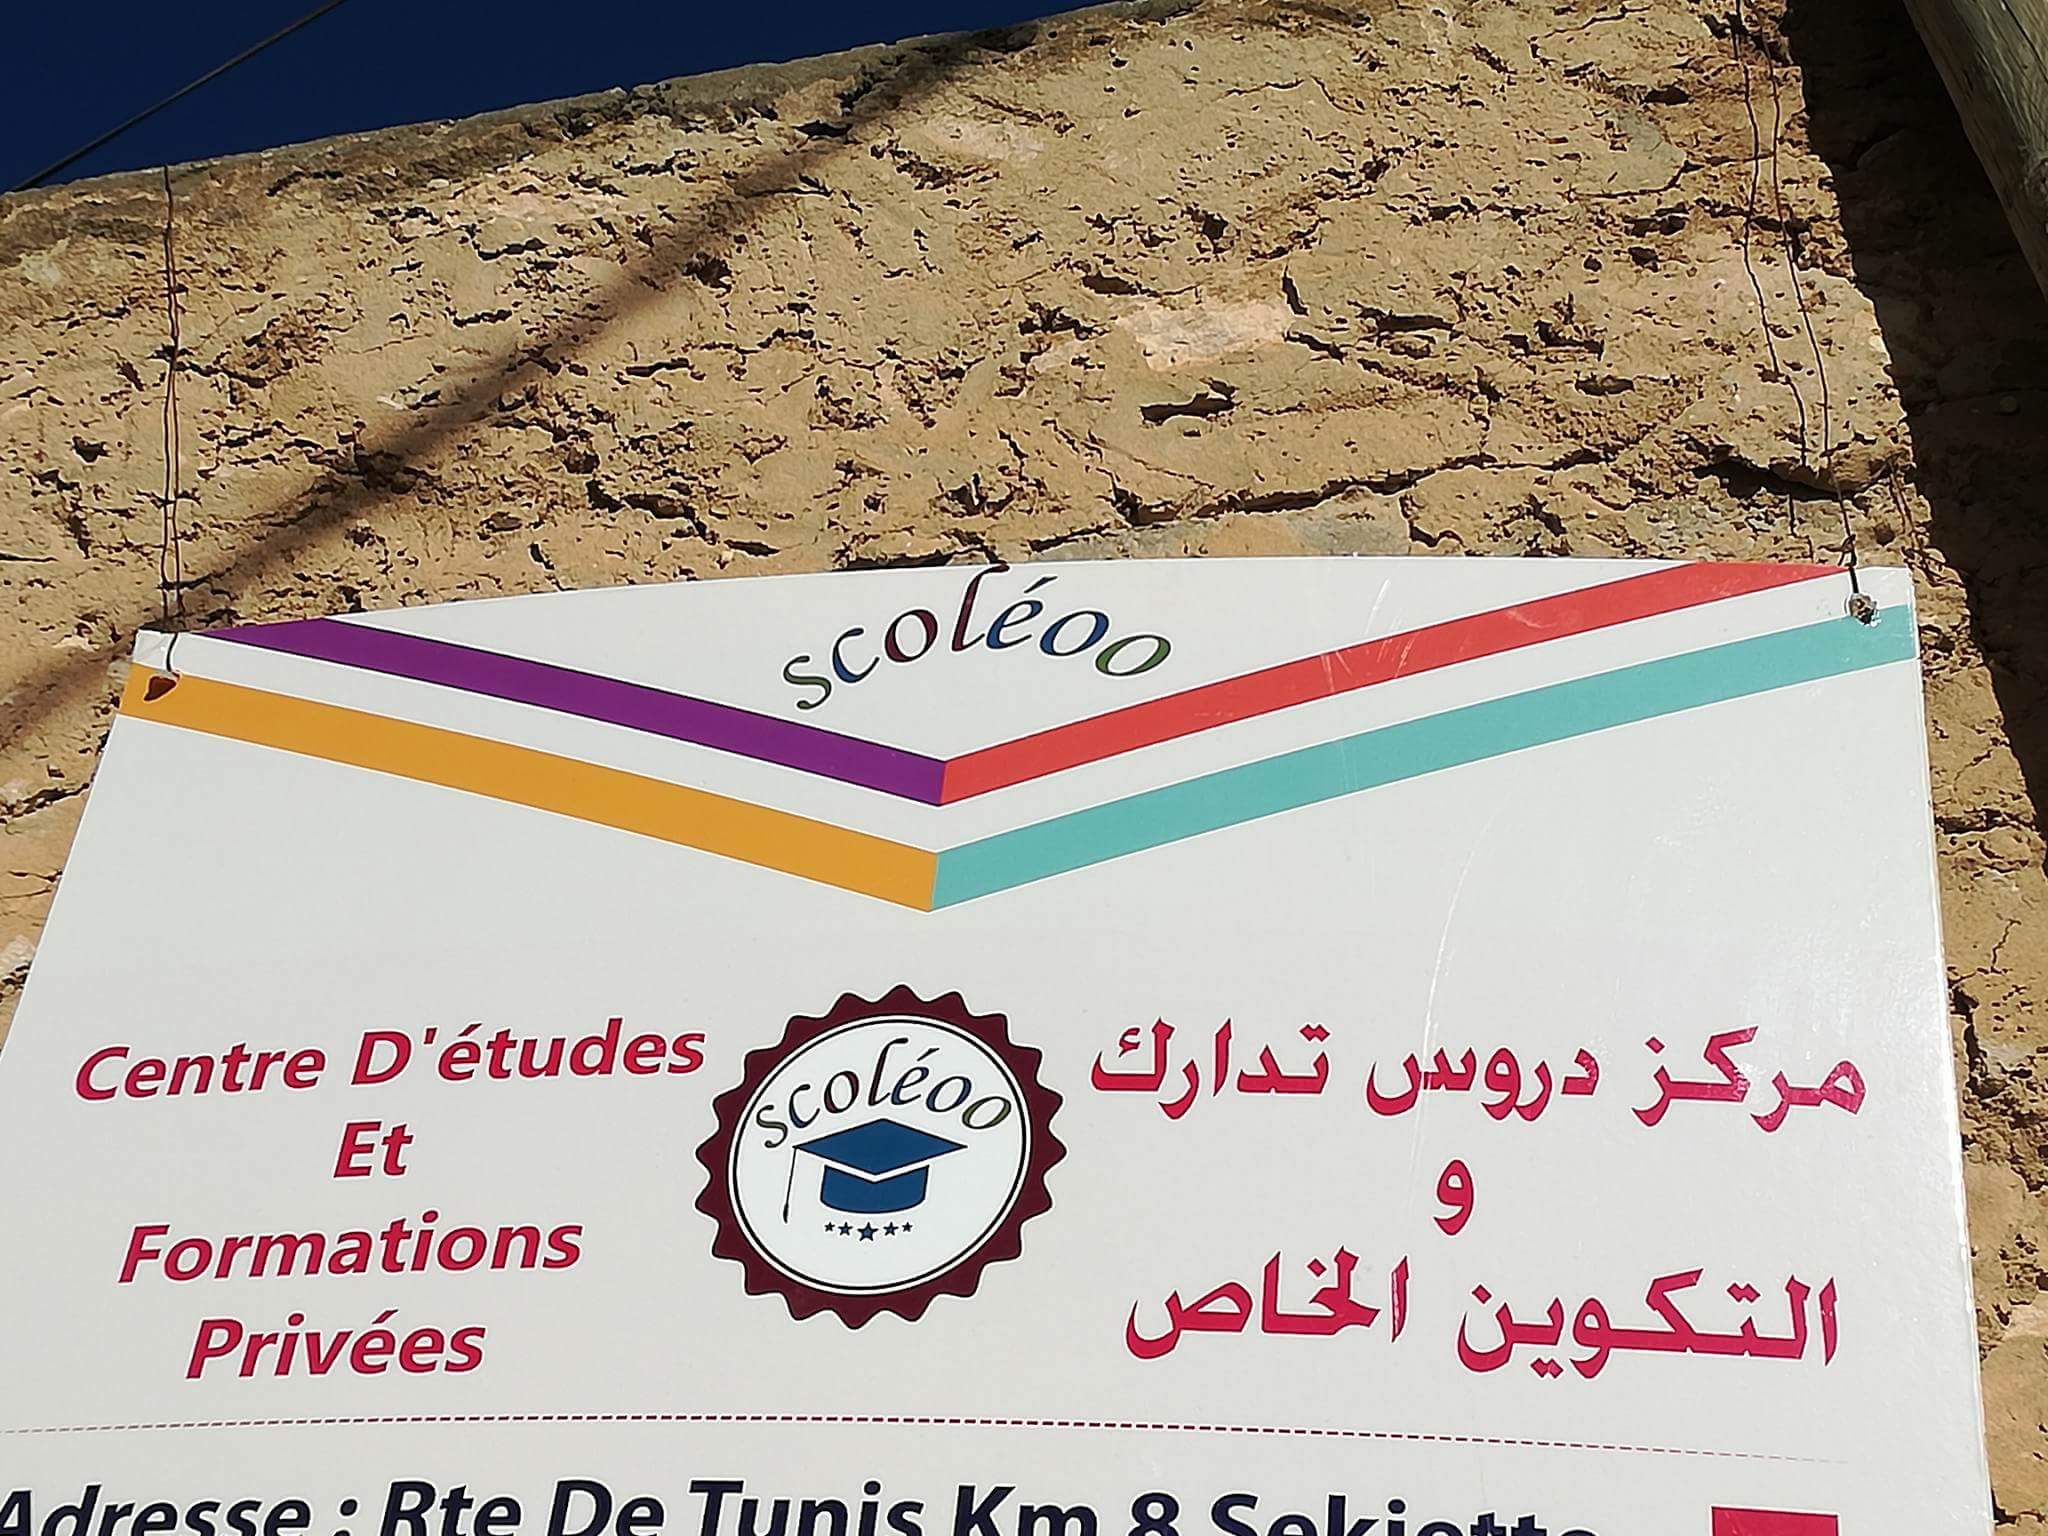 scoléoo
Centre D'études
Et
Formations
Privées
scoléoo
مركز دروس تدارك
و
التكوين الخاص
Adresse : Rte De Tunis Km 8